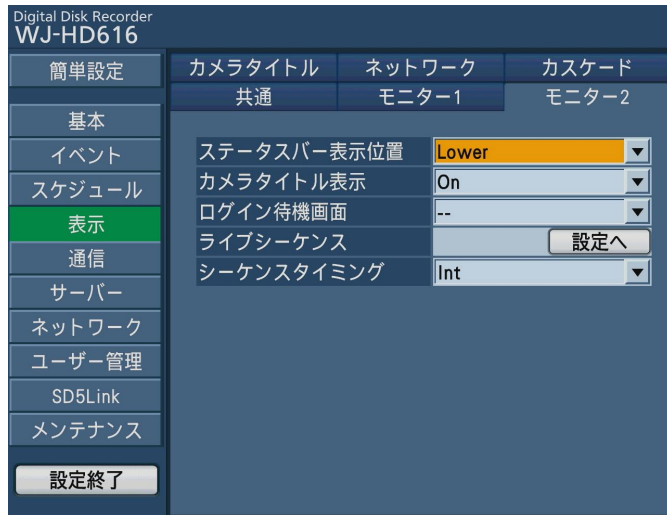 Digital Disk Recorder
WJ-HD616
簡単設定
基本
イベント
スケジュール
表示
通信
サーバー
ネットワーク
ユーザー管理
SD5Link
メンテナンス
設定終了
カメラタイトル ネットワーク カスケード
共通 モニター1 モニター2
ステータスバー表示位置 Lower
カメラタイトル表示 On
ログイン待機画面 --
ライブシーケンス 設定へ
シーケンスタイミング Int